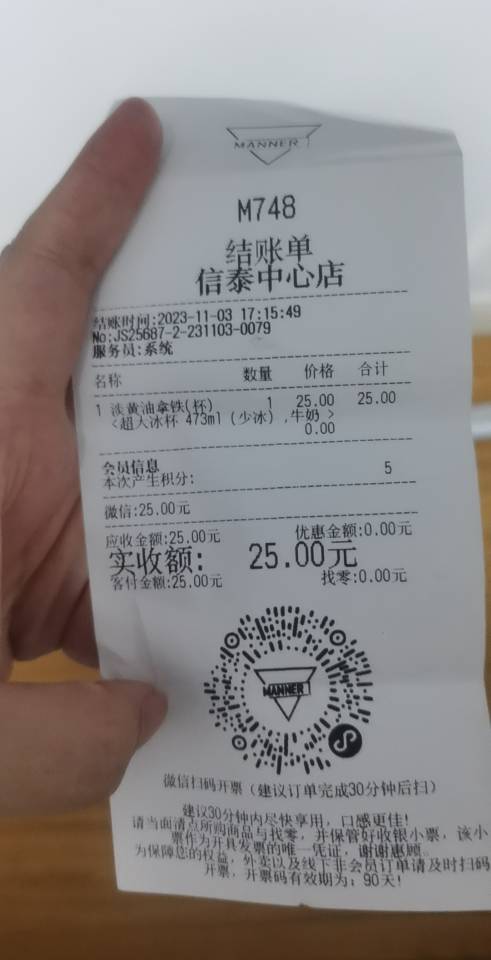 MANNER
M748
结账单
信泰中心店
结账时间:2023-11-03 17:15:49
No:JS25687-2-231103-0079
服务员:系统
名称 数量 价格 合计
1 淡黄油拿铁(杯) 1 25.00 25.00
<超大冰杯 473ml (少冰) ,牛奶 >
0.00
会员信息
本次产生积分: 5
微信:25.00元
应收金额:25.00元 优惠金额:0.00元
实收额: 25.00元
客付金额:25.00元 找零:0.00元
MANNER
微信扫码开票（建议订单完成30分钟后扫）
建议30分钟内尽快享用，口感更佳!
请当面清点所购商品与找零，并保管好收银小票，该小
票作为开具发票的唯一凭证，谢谢惠顾。
为保障您的权益，外卖以及线下非会员订单请及时扫码
开票，开票码有效期为: 90天!